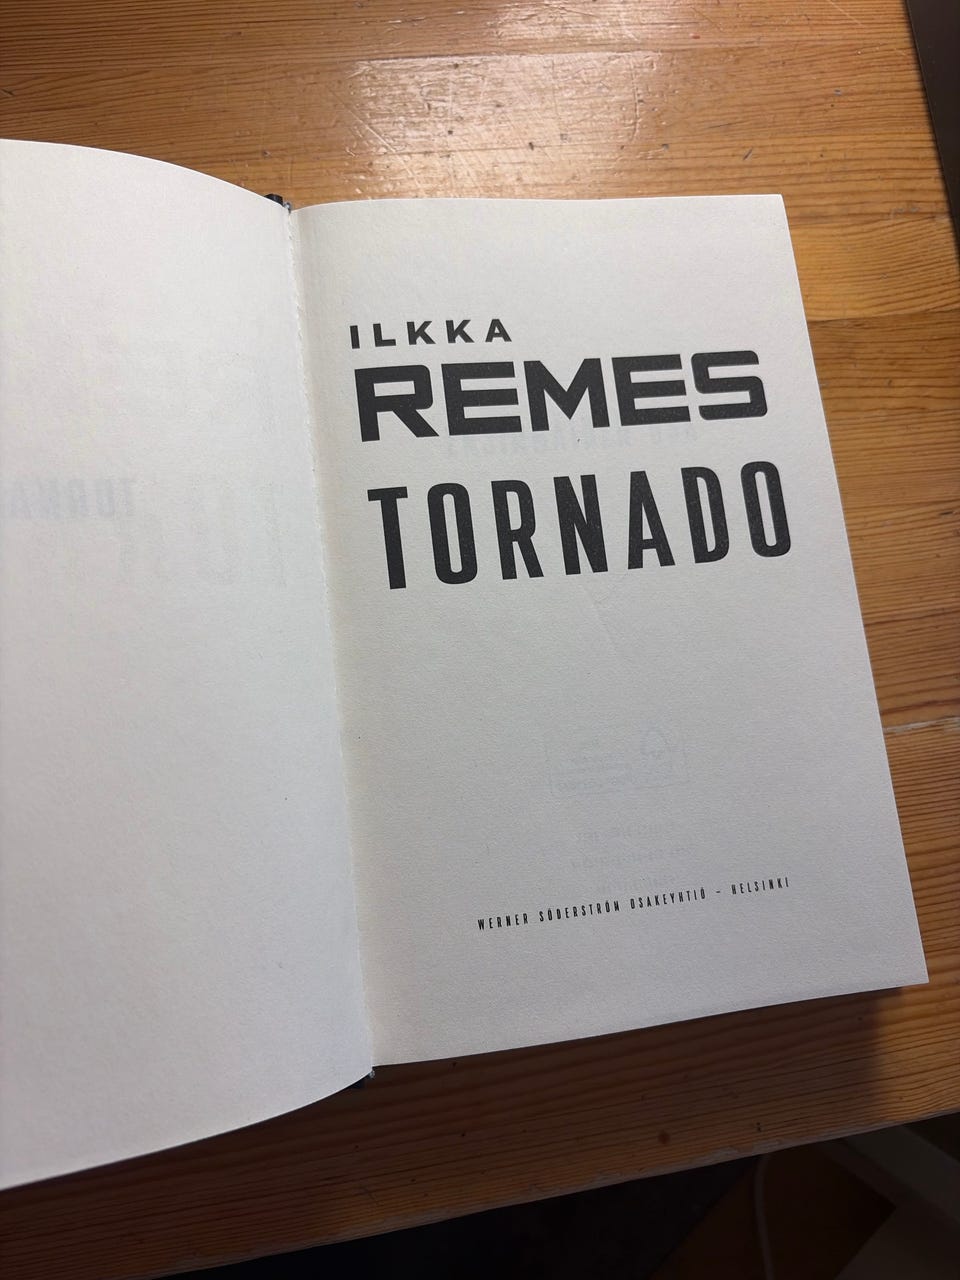 ILKKA
REMES
TORNADO
WERNER SÖDERSTRÖM OSAKEYHTIÖ – HELSINKI